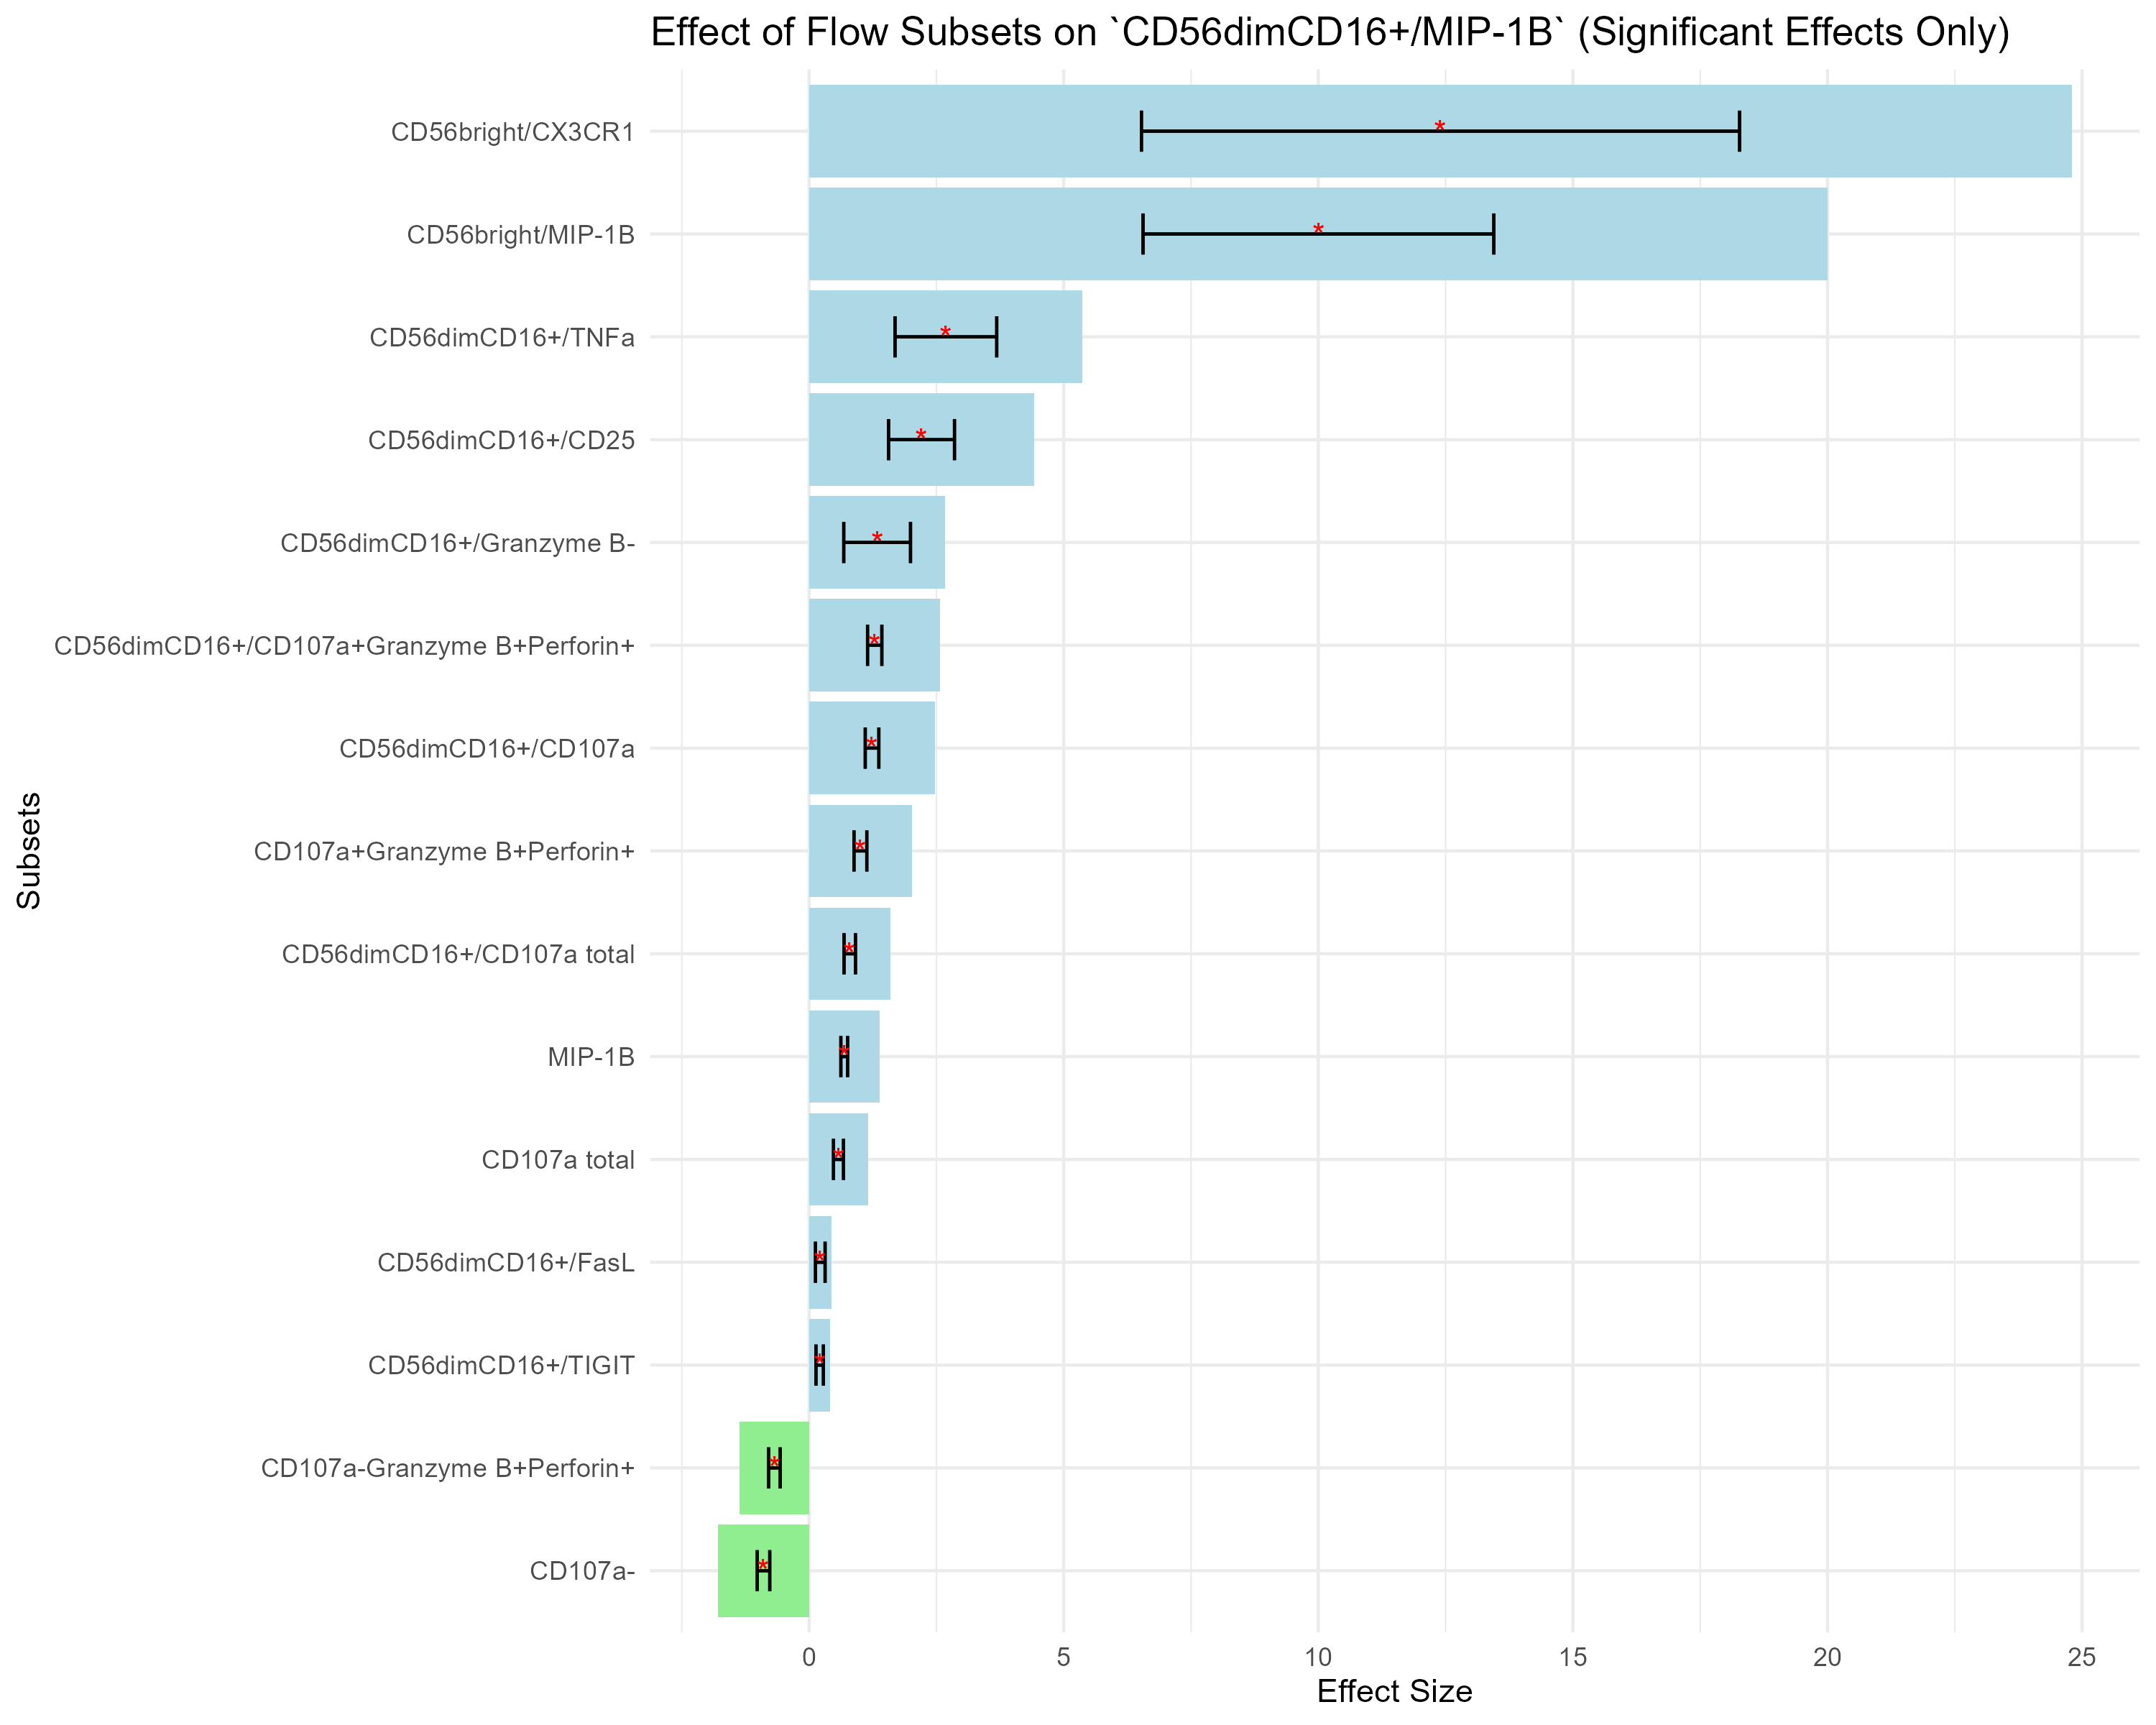 Effect of Flow Subsets on `CD56dimCD16+/MIP-1B` (Significant Effects Only)
CD56bright/CX3CR1
*
CD56bright/MIP-1B
*
CD56dimCD16+/TNFa
*
CD56dimCD16+/CD25
*
CD56dimCD16+/Granzyme B-
*
CD56dimCD16+/CD107a+Granzyme B+Perforin+
*
CD56dimCD16+/CD107a
*
CD107a+Granzyme B+Perforin+
*
CD56dimCD16+/CD107a total
*
MIP-1B
*
CD107a total
*
CD56dimCD16+/FasL
*
CD56dimCD16+/TIGIT
*
CD107a-Granzyme B+Perforin+
*
CD107a-
*
Subsets
0 5 10 15 20 25
Effect Size